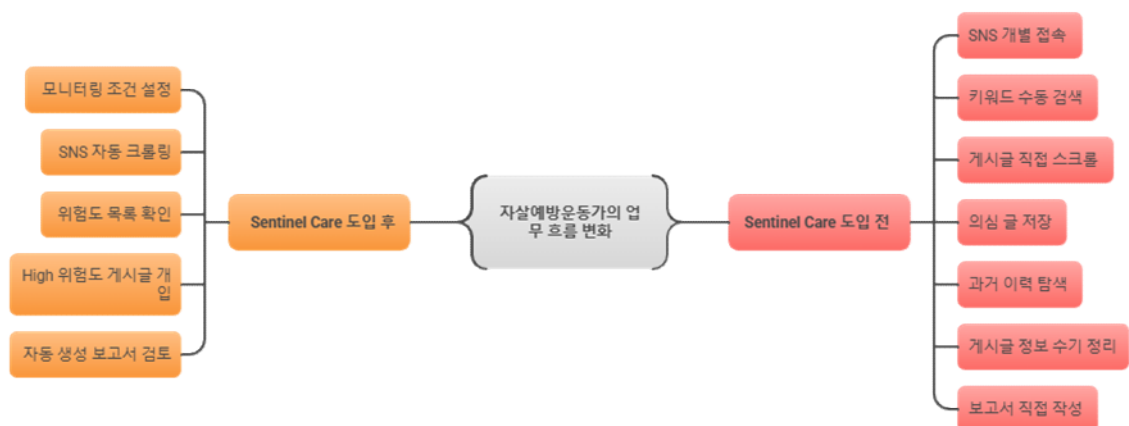 자살예방운동가의 업
무 흐름 변화
Sentinel Care 도입 후
모니터링 조건 설정
SNS 자동 크롤링
위험도 목록 확인
High 위험도 게시글 개
입
자동 생성 보고서 검토
Sentinel Care 도입 전
SNS 개별 접속
키워드 수동 검색
게시글 직접 스크롤
의심 글 저장
과거 이력 탐색
게시글 정보 수기 정리
보고서 직접 작성